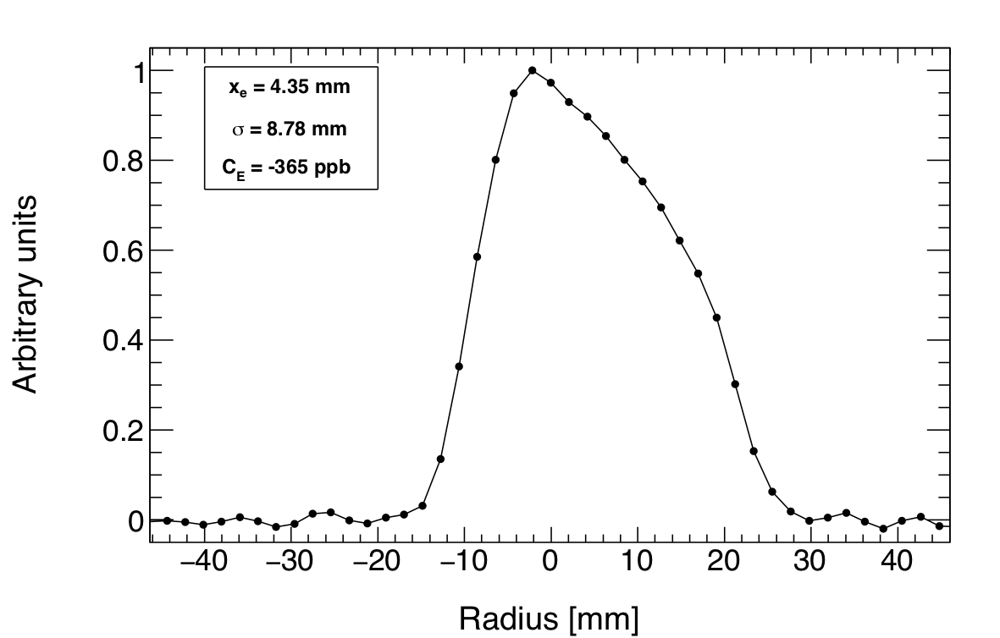 x_e = 4.35 mm
σ = 8.78 mm
C_E = -365 ppb
1
0.8
0.6
0.4
0.2
0
−40 −30 −20 −10 0 10 20 30 40
Arbitrary units
Radius [mm]